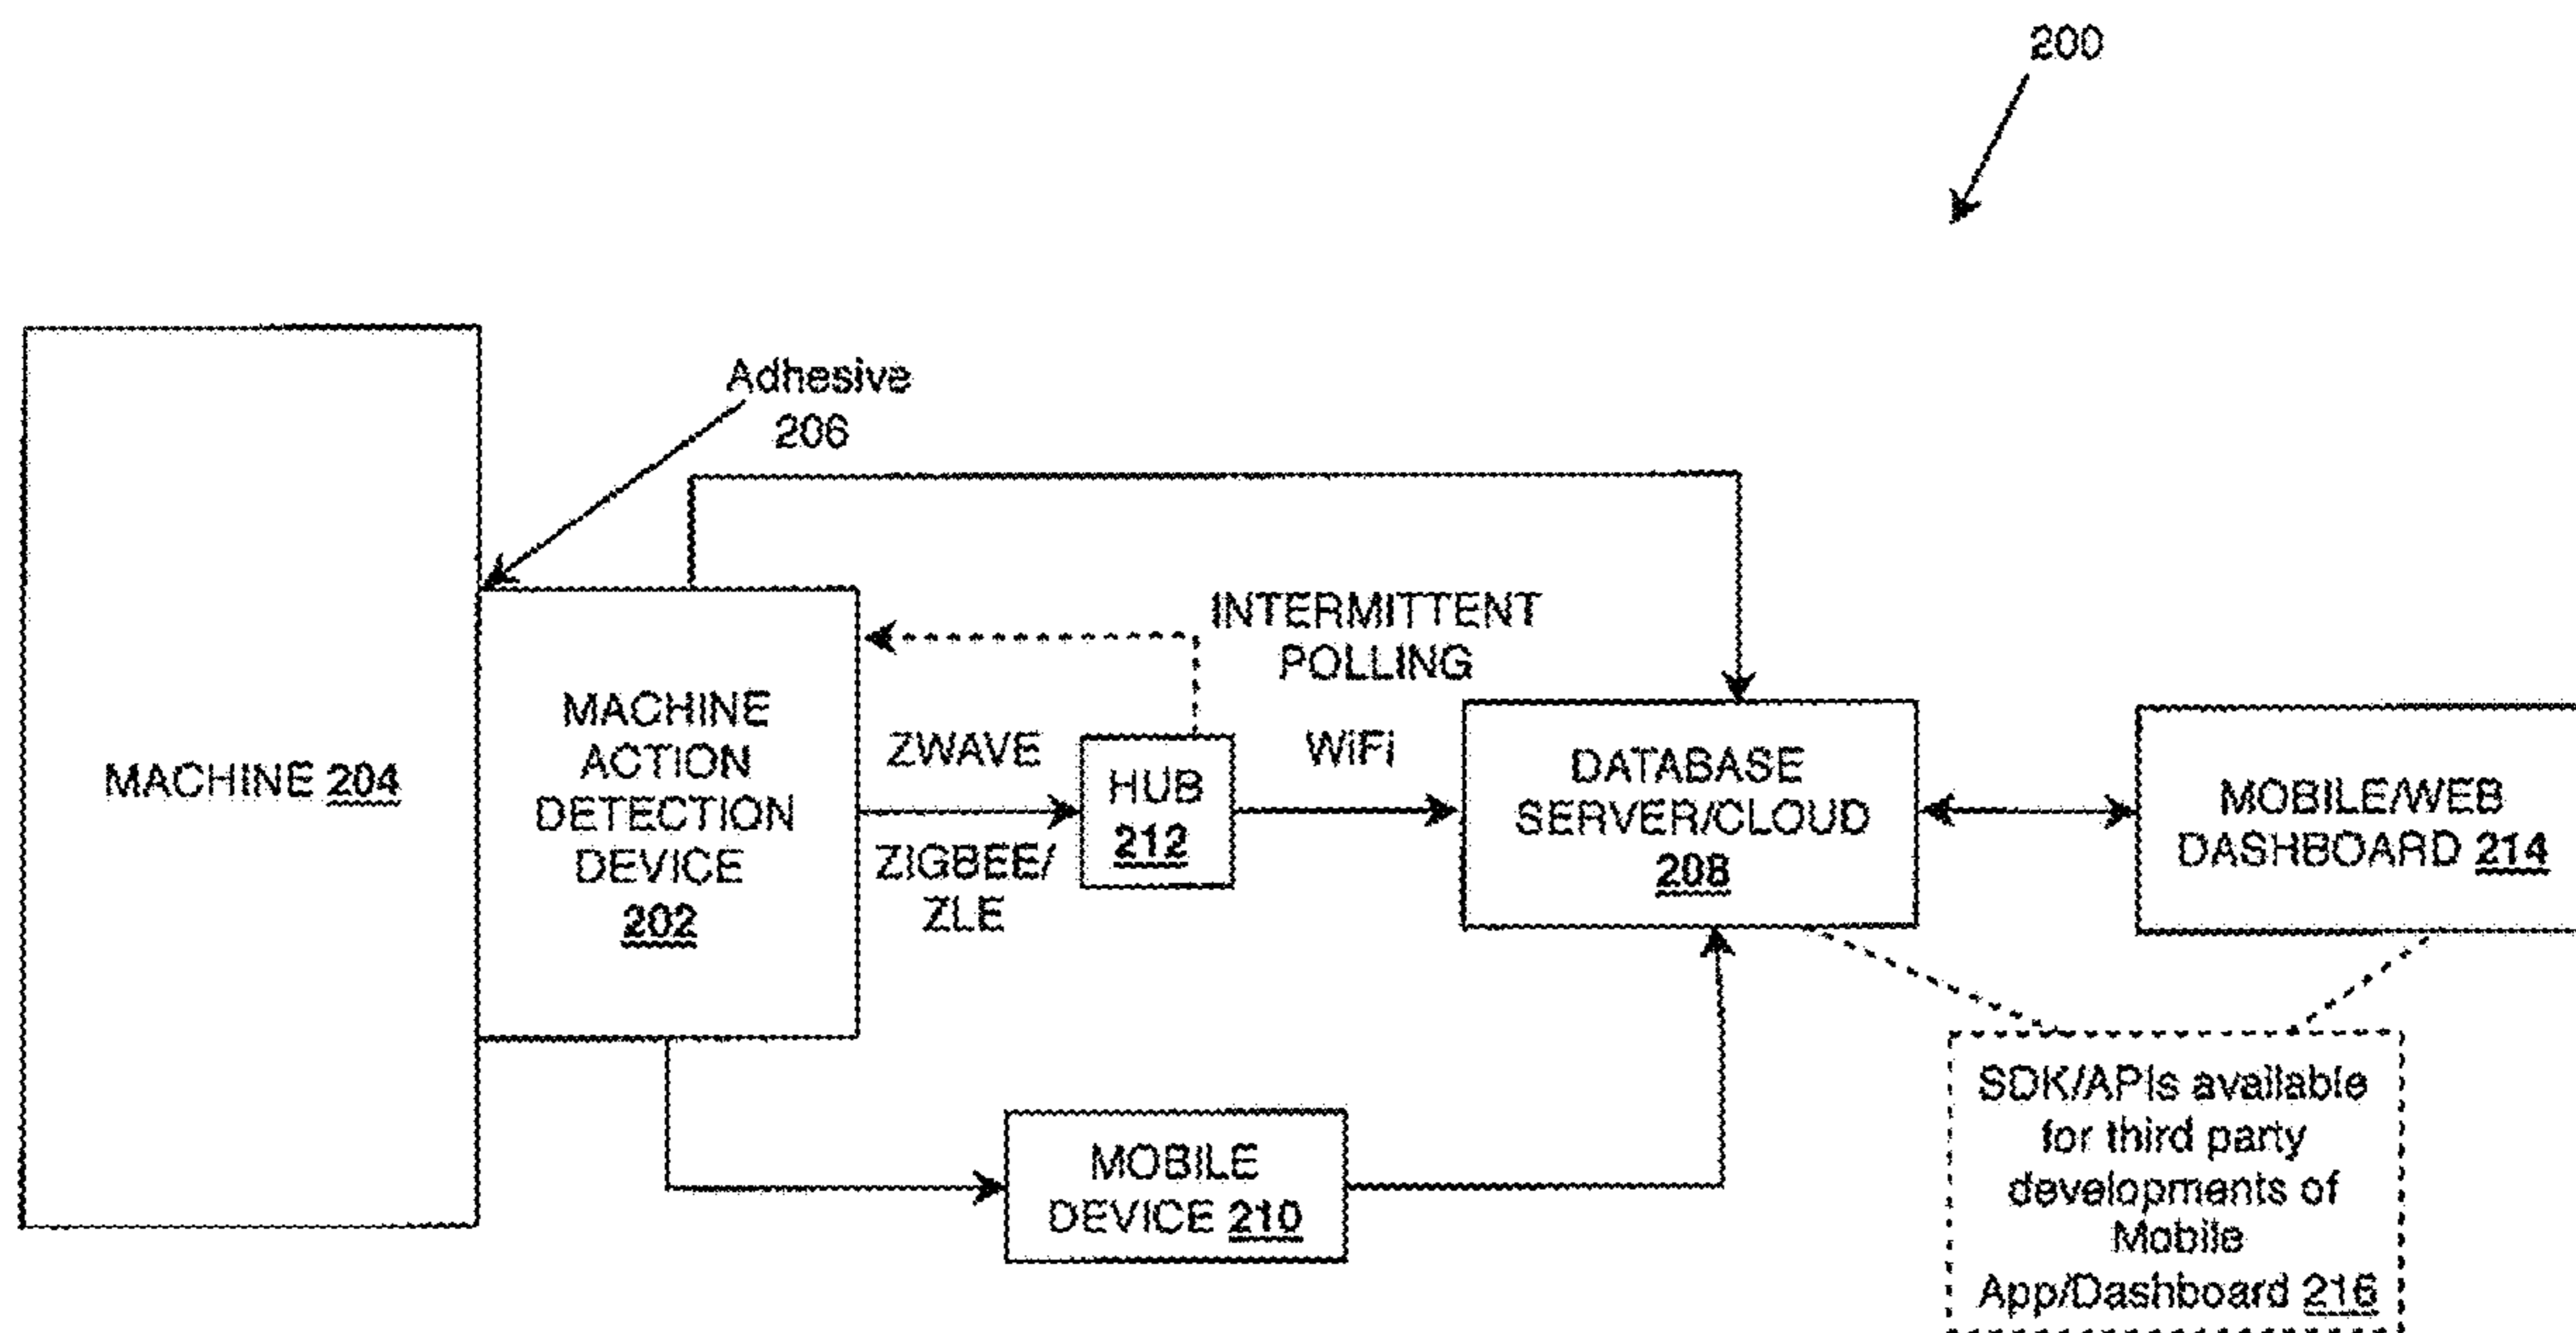 200
Adhesive
206
MACHINE 204
MACHINE
ACTION
DETECTION
DEVICE
202
INTERMITTENT
POLLING
ZWAVE
ZIGBEE/
ZLE
HUB
212
WiFi
DATABASE
SERVER/CLOUD
208
MOBILE/WEB
DASHBOARD 214
MOBILE
DEVICE 210
SDK/APIs available
for third party
developments of
Mobile
App/Dashboard 216